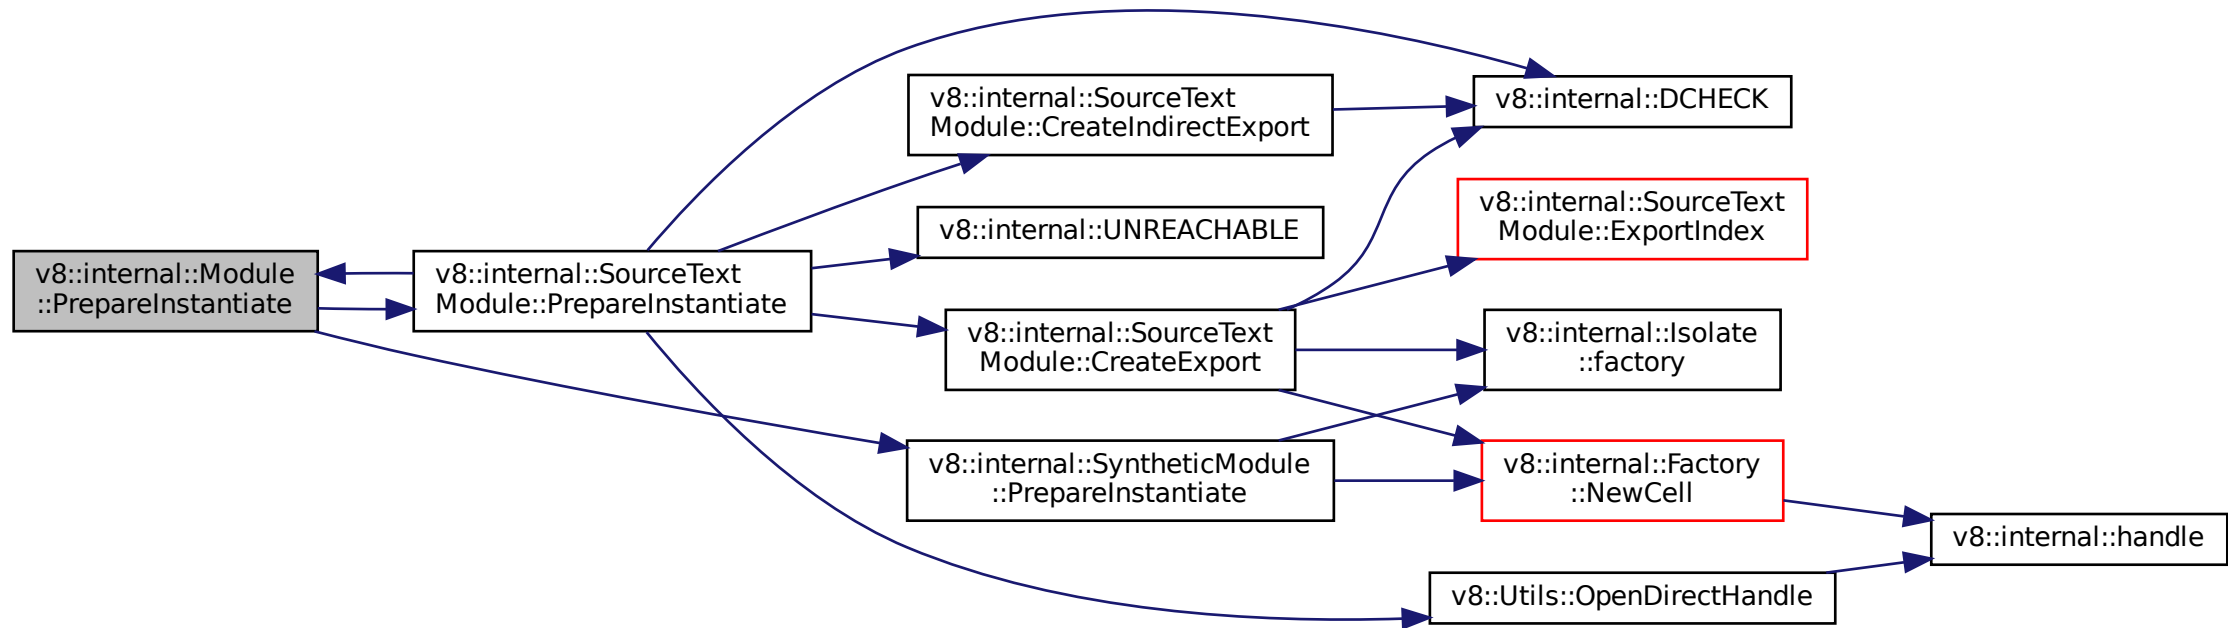 v8::internal::Module
::PrepareInstantiate
v8::internal::SourceText
Module::PrepareInstantiate
v8::internal::SourceText
Module::CreateIndirectExport
v8::internal::UNREACHABLE
v8::internal::SourceText
Module::CreateExport
v8::internal::SyntheticModule
::PrepareInstantiate
v8::internal::DCHECK
v8::internal::SourceText
Module::ExportIndex
v8::internal::Isolate
::factory
v8::internal::Factory
::NewCell
v8::Utils::OpenDirectHandle
v8::internal::handle